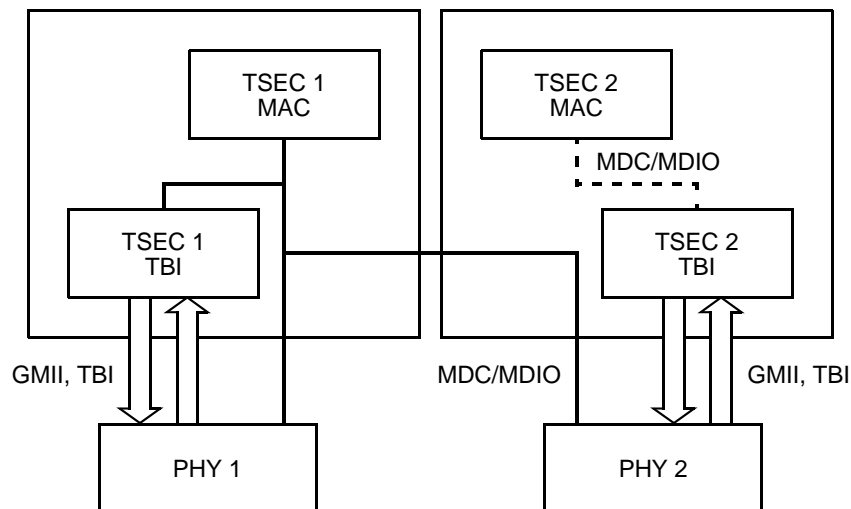 TSEC 1
MAC
TSEC 2
MAC
MDC/MDIO
TSEC 1
TBI
TSEC 2
TBI
GMII, TBI
MDC/MDIO
GMII, TBI
PHY 1
PHY 2